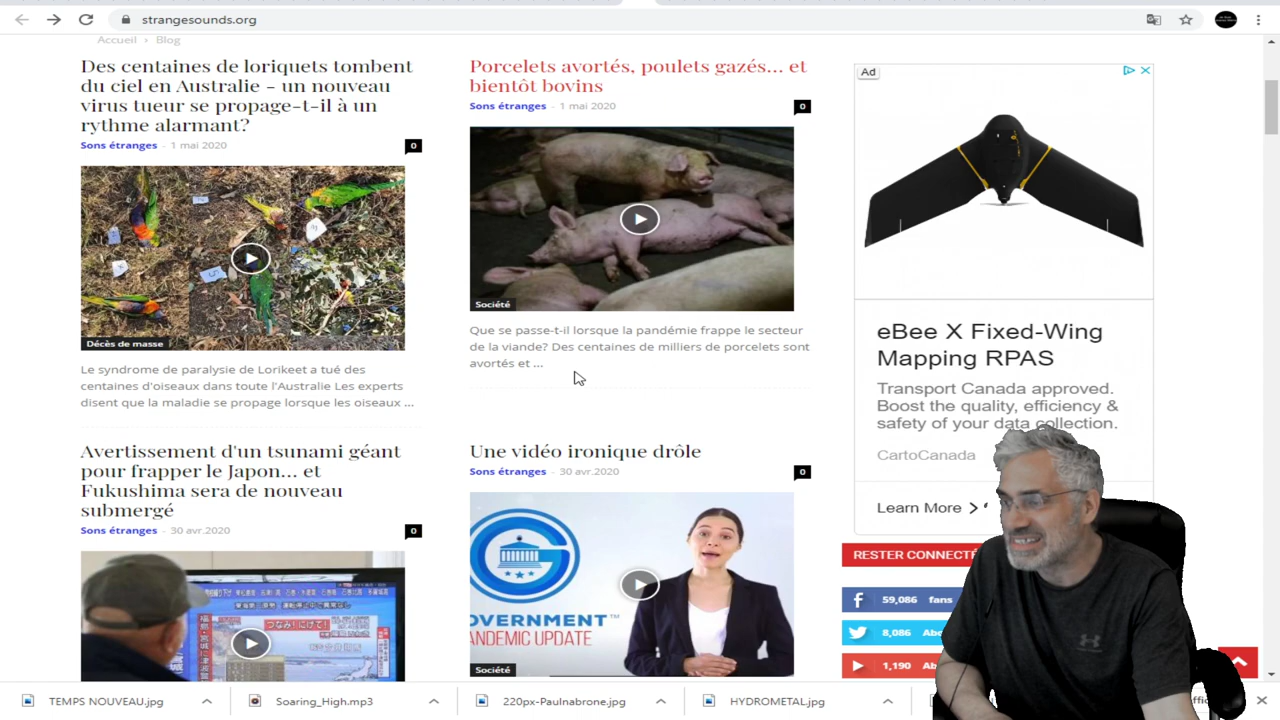 strangesounds.org
Accueil > Blog
Des centaines de loriquets tombent
du ciel en Australie - un nouveau
virus tueur se propage-t-il à un
rythme alarmant?
Sons étranges - 1 mai 2020
0
Décès de masse
Le syndrome de paralysie de Lorikeet a tué des
centaines d'oiseaux dans toute l'Australie Les experts
disent que la maladie se propage lorsque les oiseaux ...
Porcelets avortés, poulets gazés... et
bientôt bovins
Sons étranges - 1 mai 2020
0
Société
Que se passe-t-il lorsque la pandémie frappe le secteur
de la viande? Des centaines de milliers de porcelets sont
avortés et ...
Avertissement d'un tsunami géant
pour frapper le Japon... et
Fukushima sera de nouveau
submergé
Sons étranges - 30 avr.2020
0
Une vidéo ironique drôle
Sons étranges - 30 avr.2020
0
OVERNMENT™
ANDEMIC UPDATE
Société
Ad
eBee X Fixed-Wing
Mapping RPAS
Transport Canada approved.
Boost the quality, efficiency &
safety of your data collection.
CartoCanada
Learn More >
RESTER CONNECTÉ
59,086 fans
8,086 Abo
1,190 Ab
TEMPS NOUVEAU.jpg
Soaring_High.mp3
220px-Paulnabrone.jpg
HYDROMETAL.jpg